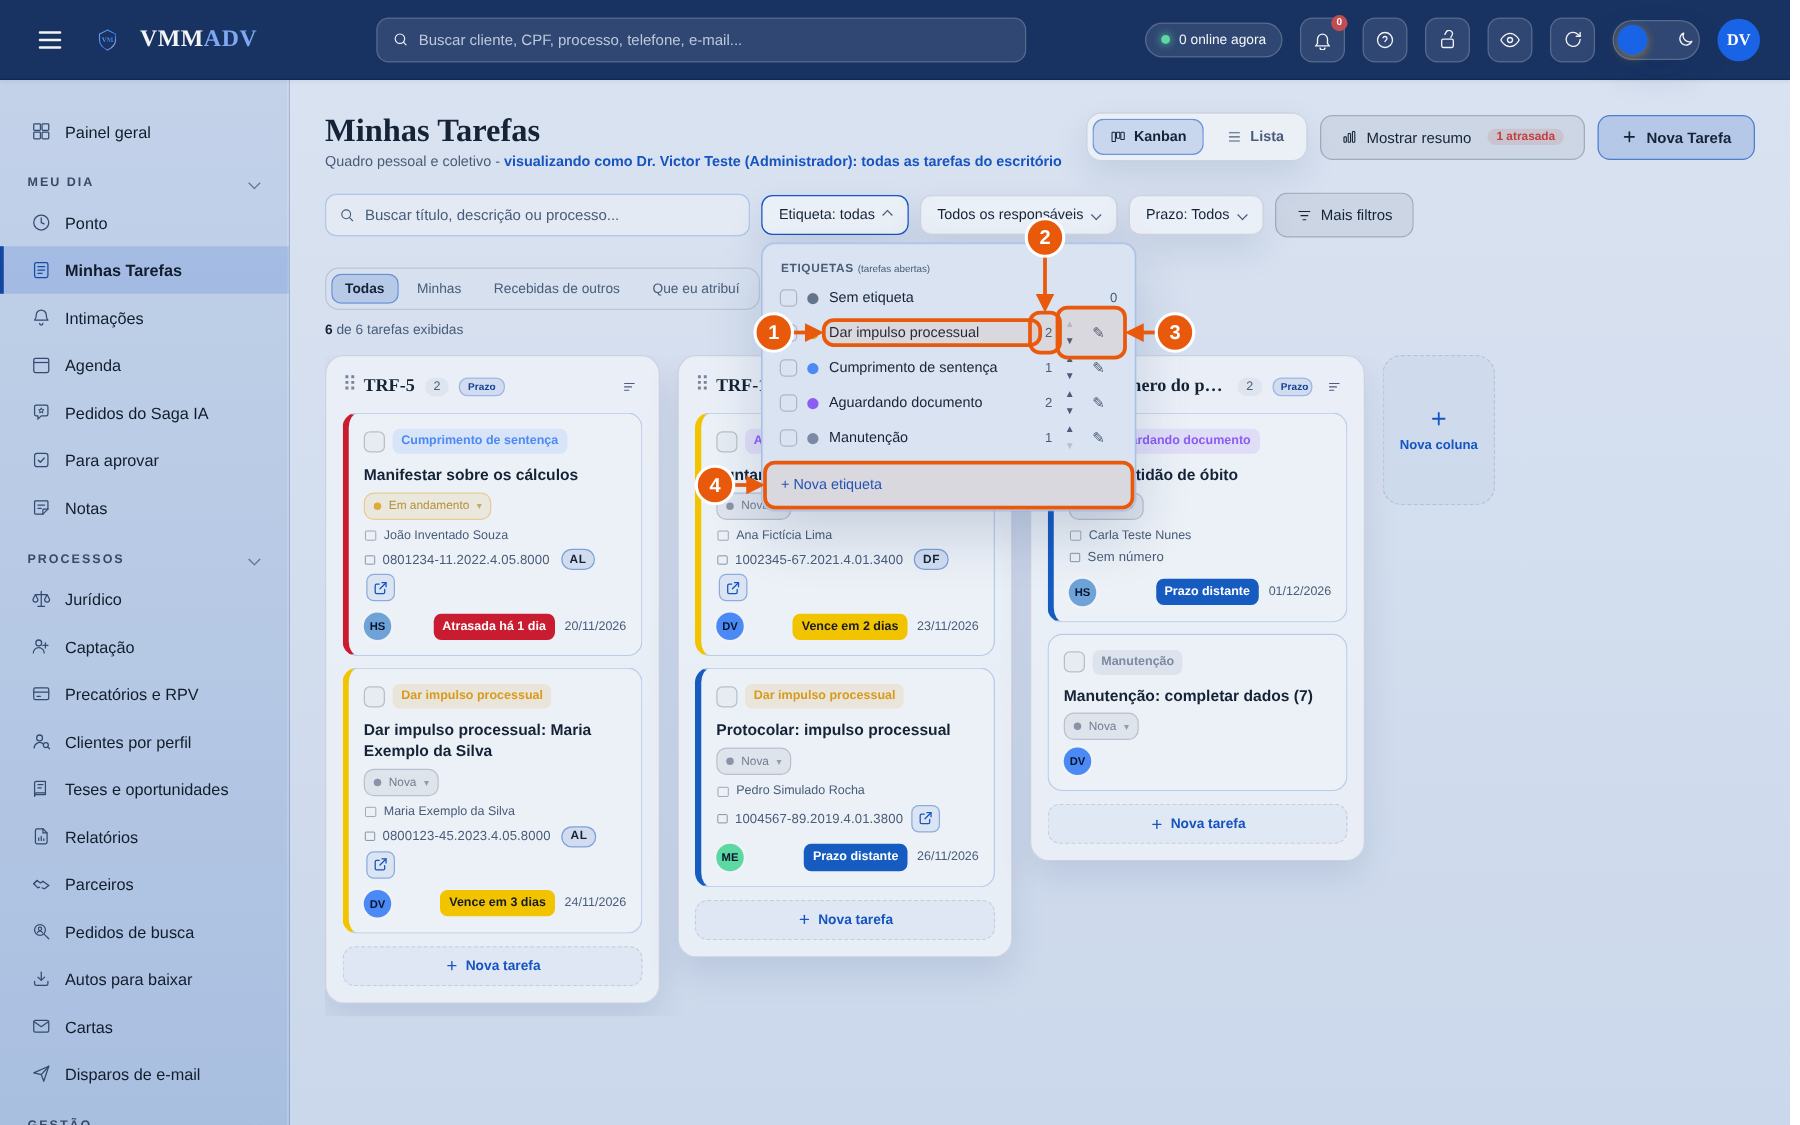 VMMADV
Buscar cliente, CPF, processo, telefone, e-mail...
0 online agora
0
DV
Painel geral
MEU DIA
Ponto
Minhas Tarefas
Intimações
Agenda
Pedidos do Saga IA
Para aprovar
Notas
PROCESSOS
Jurídico
Captação
Precatórios e RPV
Clientes por perfil
Teses e oportunidades
Relatórios
Parceiros
Pedidos de busca
Autos para baixar
Cartas
Disparos de e-mail
GESTÃO
Minhas Tarefas
Quadro pessoal e coletivo - visualizando como Dr. Victor Teste (Administrador): todas as tarefas do escritório
Kanban
Lista
Mostrar resumo
1 atrasada
+ Nova Tarefa
Buscar título, descrição ou processo...
Etiqueta: todas
Todos os responsáveis
Prazo: Todos
Mais filtros
Todas
Minhas
Recebidas de outros
Que eu atribuí
6 de 6 tarefas exibidas
ETIQUETAS (tarefas abertas)
Sem etiqueta 0
Dar impulso processual 2
Cumprimento de sentença 1
Aguardando documento 2
Manutenção 1
+ Nova etiqueta
1
2
3
4
TRF-5 2 Prazo
Cumprimento de sentença
Manifestar sobre os cálculos
Em andamento
João Inventado Souza
0801234-11.2022.4.05.8000 AL
HS Atrasada há 1 dia 20/11/2026
Dar impulso processual
Dar impulso processual: Maria
Exemplo da Silva
Nova
Maria Exemplo da Silva
0800123-45.2023.4.05.8000 AL
DV Vence em 3 dias 24/11/2026
+ Nova tarefa
TRF-1
A
Nova
Ana Fictícia Lima
1002345-67.2021.4.01.3400 DF
DV Vence em 2 dias 23/11/2026
Dar impulso processual
Protocolar: impulso processual
Nova
Pedro Simulado Rocha
1004567-89.2019.4.01.3800
ME Prazo distante 26/11/2026
+ Nova tarefa
nero do p… 2 Prazo
ardando documento
tidão de óbito
Carla Teste Nunes
Sem número
HS Prazo distante 01/12/2026
Manutenção
Manutenção: completar dados (7)
Nova
DV
+ Nova tarefa
+
Nova coluna